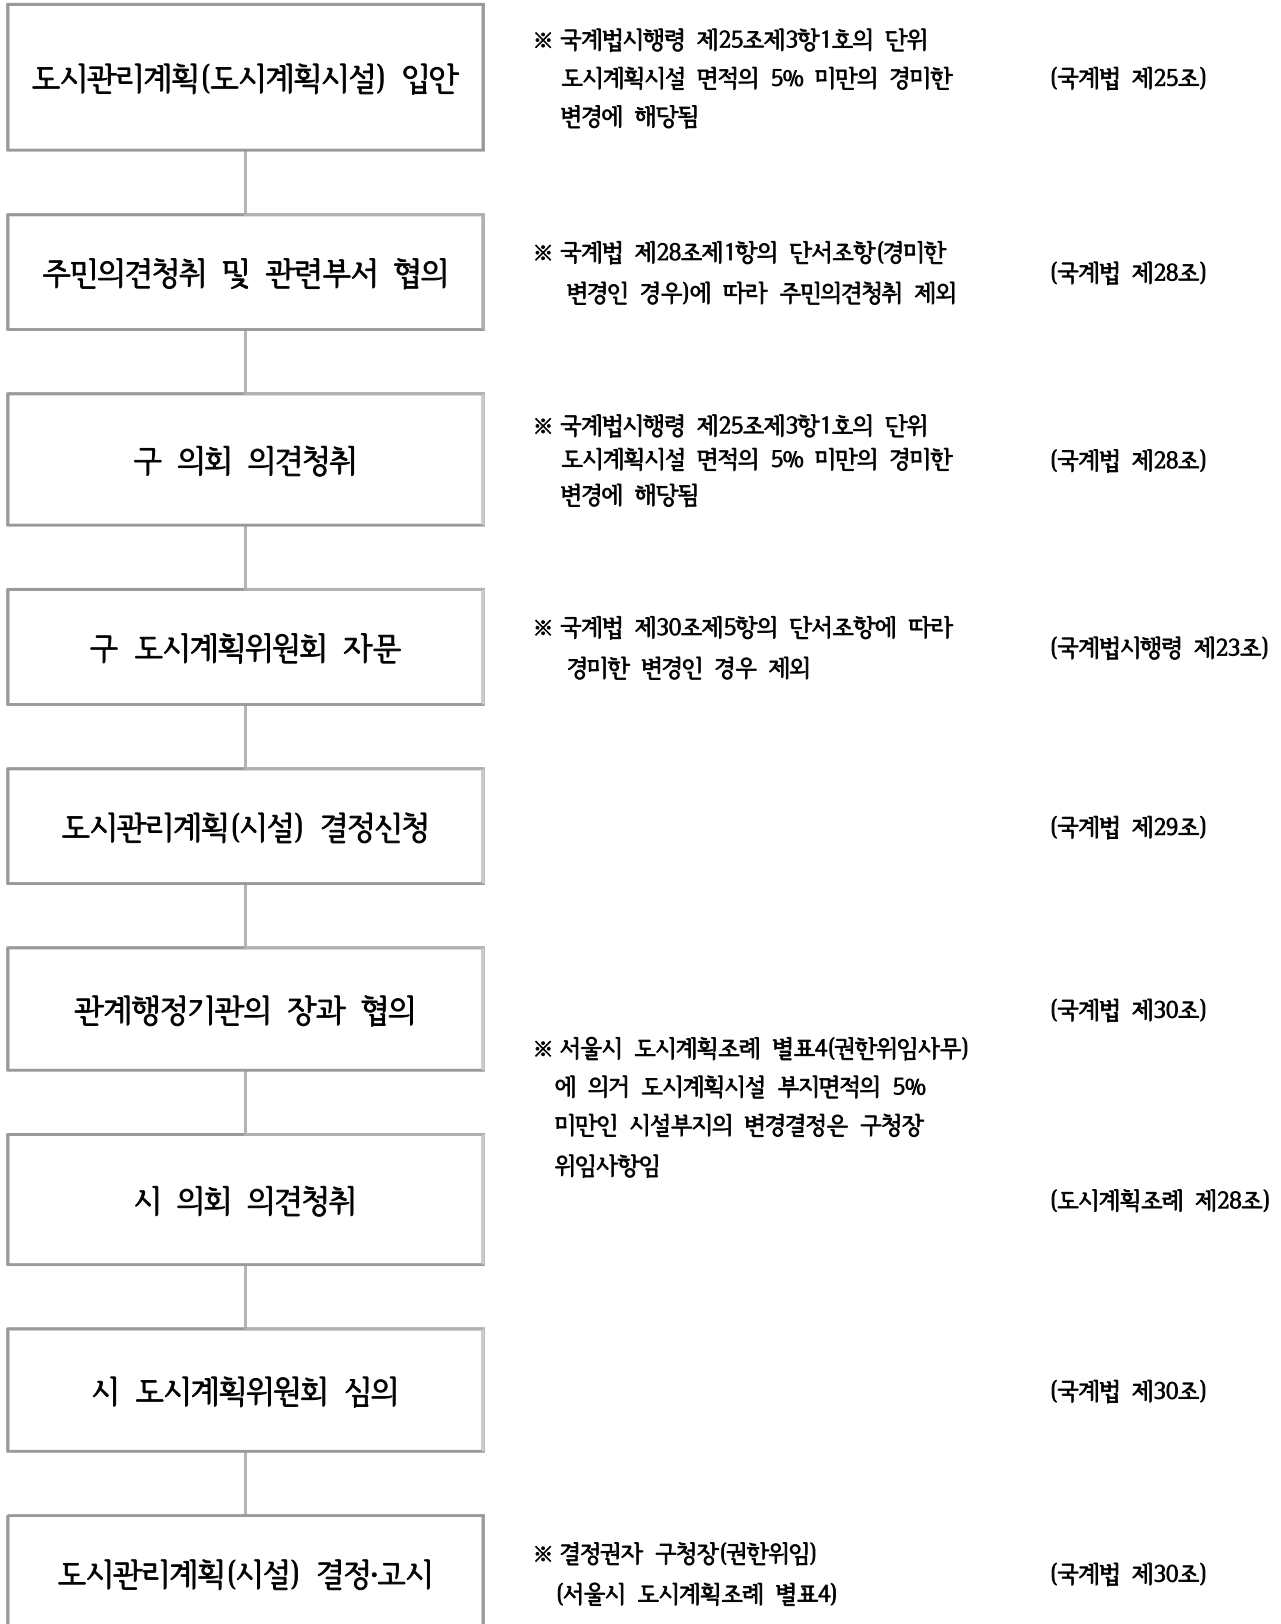 도시관리계획(도시계획시설) 입안
※ 국계법시행령 제25조제3항1호의 단위
도시계획시설 면적의 5% 미만의 경미한
변경에 해당됨
(국계법 제25조)
주민의견청취 및 관련부서 협의
※ 국계법 제28조제1항의 단서조항(경미한
변경인 경우)에 따라 주민의견청취 제외
(국계법 제28조)
구 의회 의견청취
※ 국계법시행령 제25조제3항1호의 단위
도시계획시설 면적의 5% 미만의 경미한
변경에 해당됨
(국계법 제28조)
구 도시계획위원회 자문
※ 국계법 제30조제5항의 단서조항에 따라
경미한 변경인 경우 제외
(국계법시행령 제23조)
도시관리계획(시설) 결정신청
(국계법 제29조)
관계행정기관의 장과 협의
(국계법 제30조)
※ 서울시 도시계획조례 별표4(권한위임사무)
에 의거 도시계획시설 부지면적의 5%
미만인 시설부지의 변경결정은 구청장
위임사항임
시 의회 의견청취
(도시계획조례 제28조)
시 도시계획위원회 심의
(국계법 제30조)
도시관리계획(시설) 결정·고시
※ 결정권자 구청장(권한위임)
(서울시 도시계획조례 별표4)
(국계법 제30조)